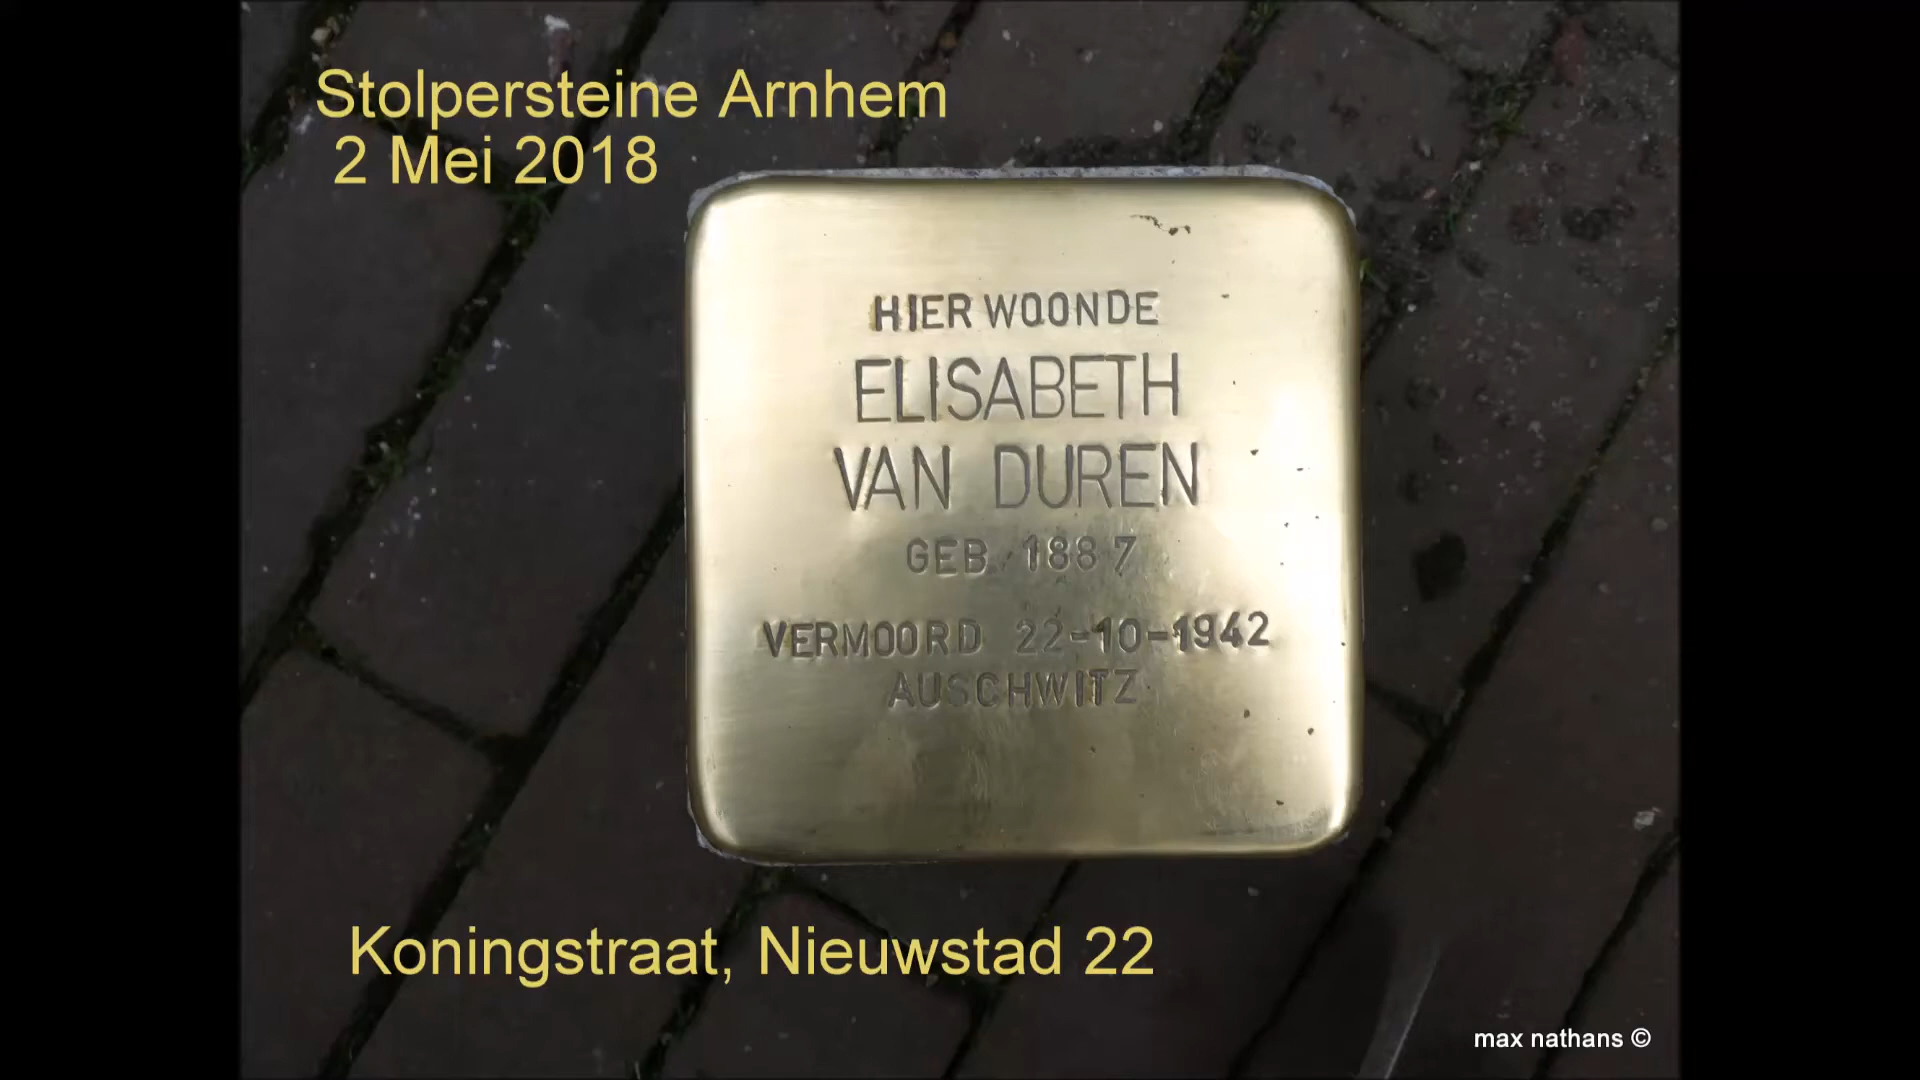 Stolpersteine Arnhem
2 Mei 2018
HIER WOONDE
ELISABETH
VAN DUREN
GEB. 1887
VERMOORD 22-10-1942
AUSCHWITZ
Koningstraat, Nieuwstad 22
max nathans ©